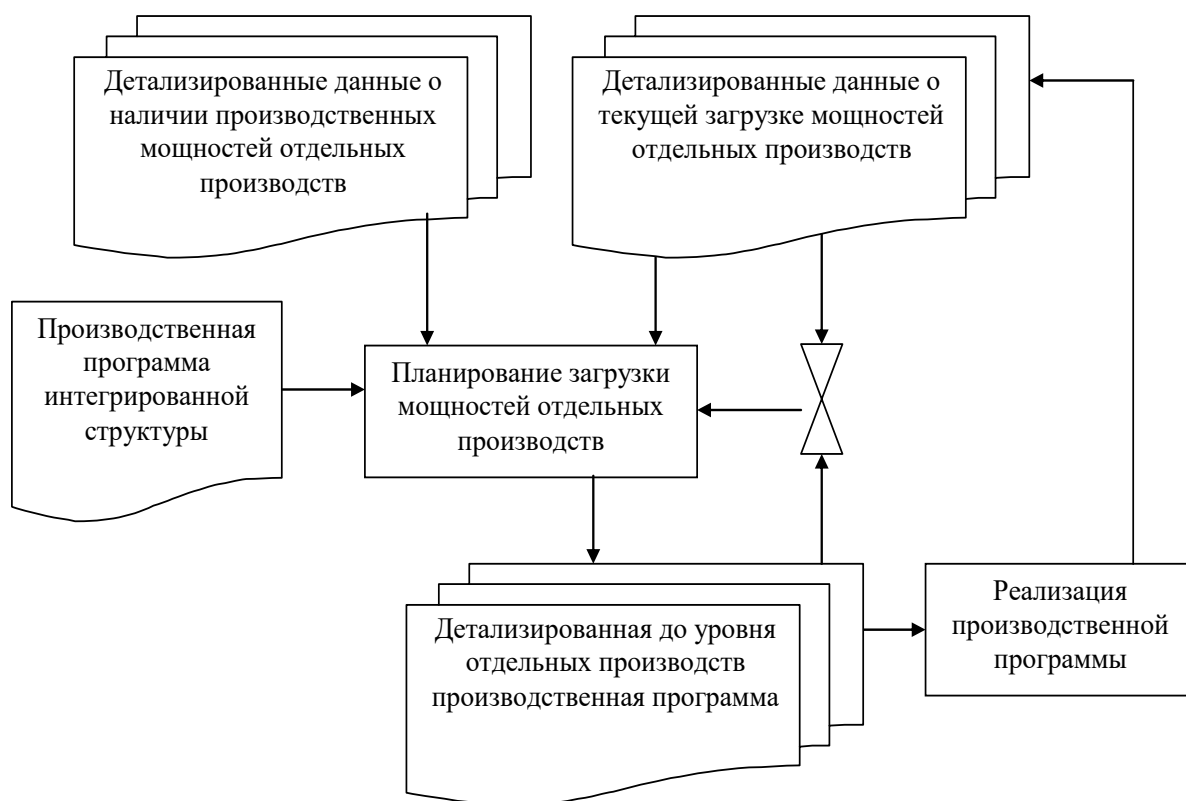 Детализированные данные о
наличии производственных
мощностей отдельных
производств
Детализированные данные о
текущей загрузке мощностей
отдельных производств
Производственная
программа
интегрированной
структуры
Планирование загрузки
мощностей отдельных
производств
Детализированная до уровня
отдельных производств
производственная программа
Реализация
производственной
программы